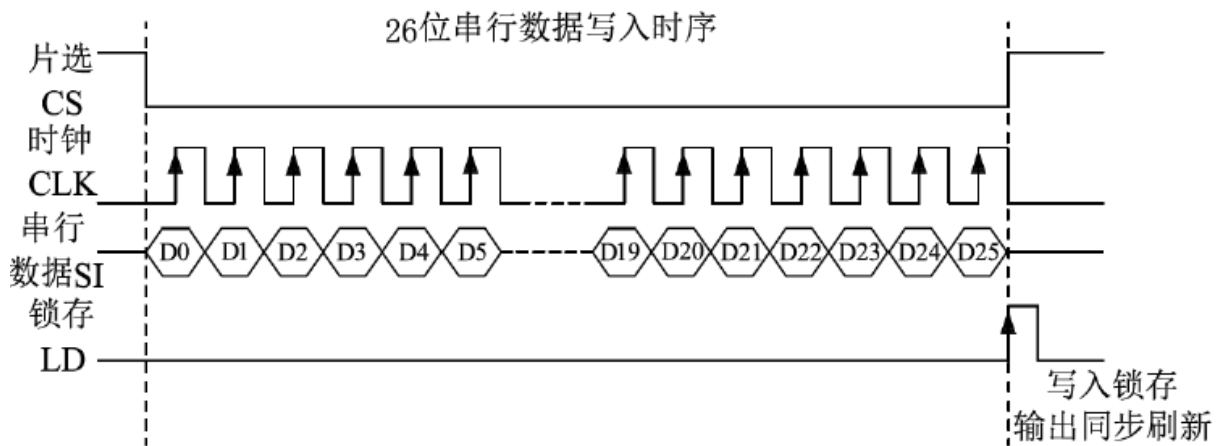 26位串行数据写入时序
片选
CS
时钟
CLK
串行
数据SI
D0 D1 D2 D3 D4 D5 D19 D20 D21 D22 D23 D24 D25
锁存
LD
写入锁存
输出同步刷新